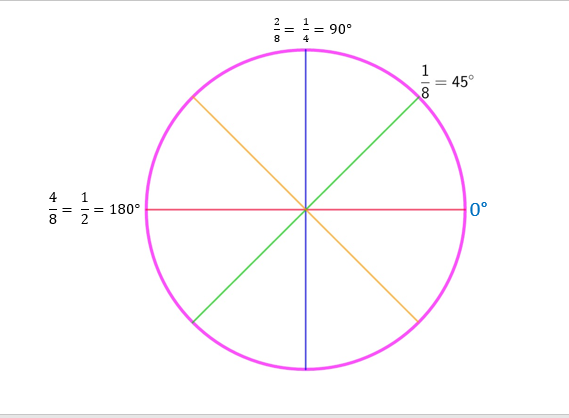 2/8 = 1/4 = 90°
1/8 = 45°
4/8 = 1/2 = 180°
0°